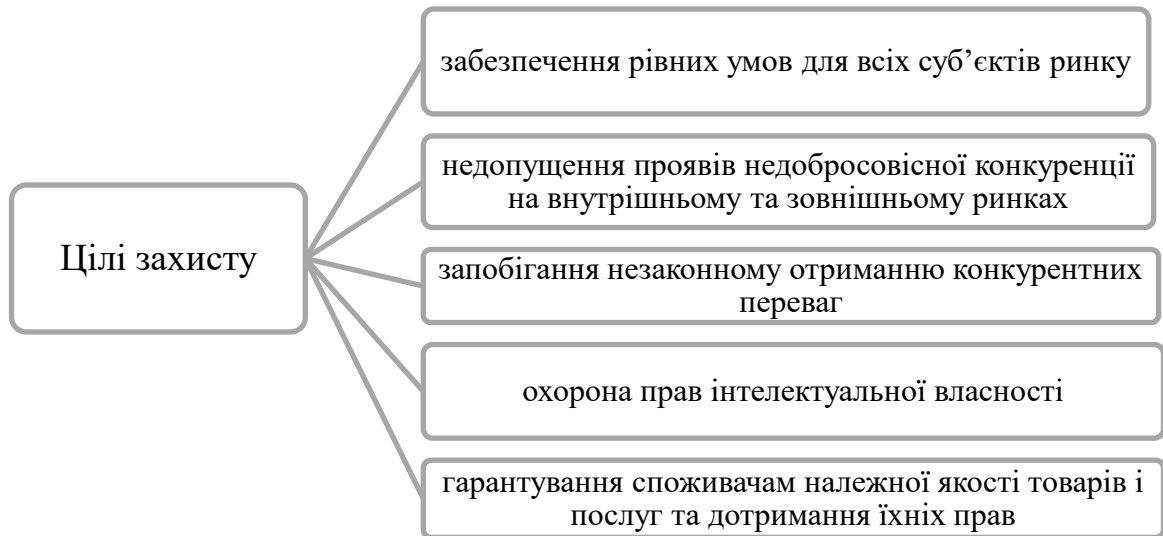 Цілі захисту
забезпечення рівних умов для всіх суб’єктів ринку
недопущення проявів недобросовісної конкуренції
на внутрішньому та зовнішньому ринках
запобігання незаконному отриманню конкурентних
переваг
охорона прав інтелектуальної власності
гарантування споживачам належної якості товарів і
послуг та дотримання їхніх прав